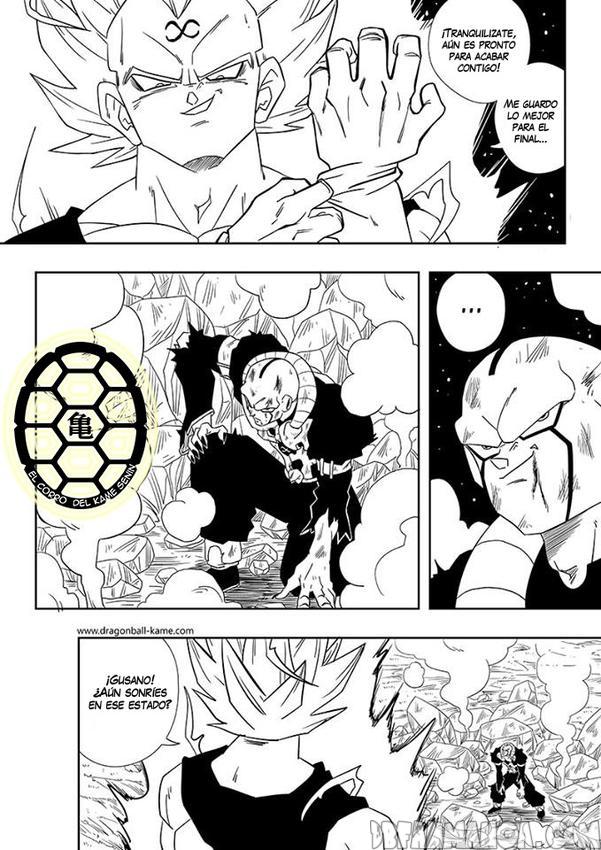 ¡TRANQUILIZATE,
AÚN ES PRONTO
PARA ACABAR
CONTIGO!
ME GUARDO
LO MEJOR
PARA EL
FINAL...
...
亀
EL CORRO DEL KAME SENIN
www.dragonball-kame.com
¡GUSANO!
¿AÚN SONRÍES
EN ESE ESTADO?